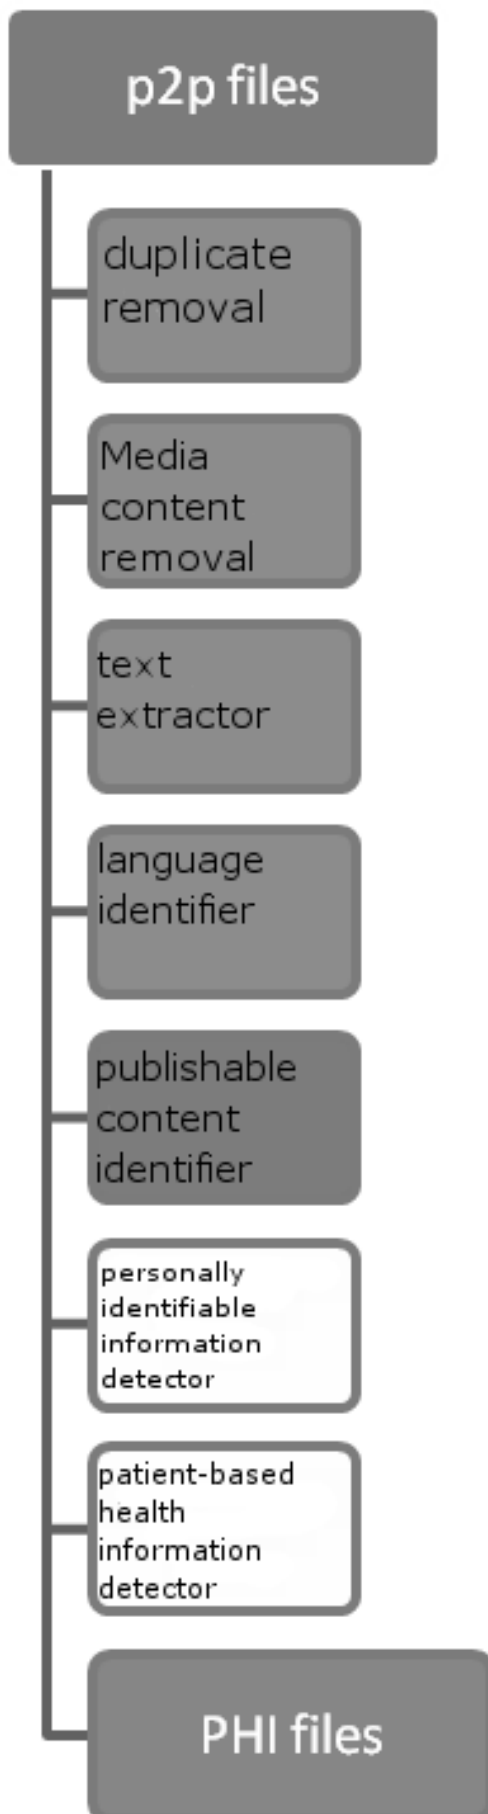 p2p files
duplicate
removal
Media
content
removal
text
extractor
language
identifier
publishable
content
identifier
personally
identifiable
information
detector
patient-based
health
information
detector
PHI files